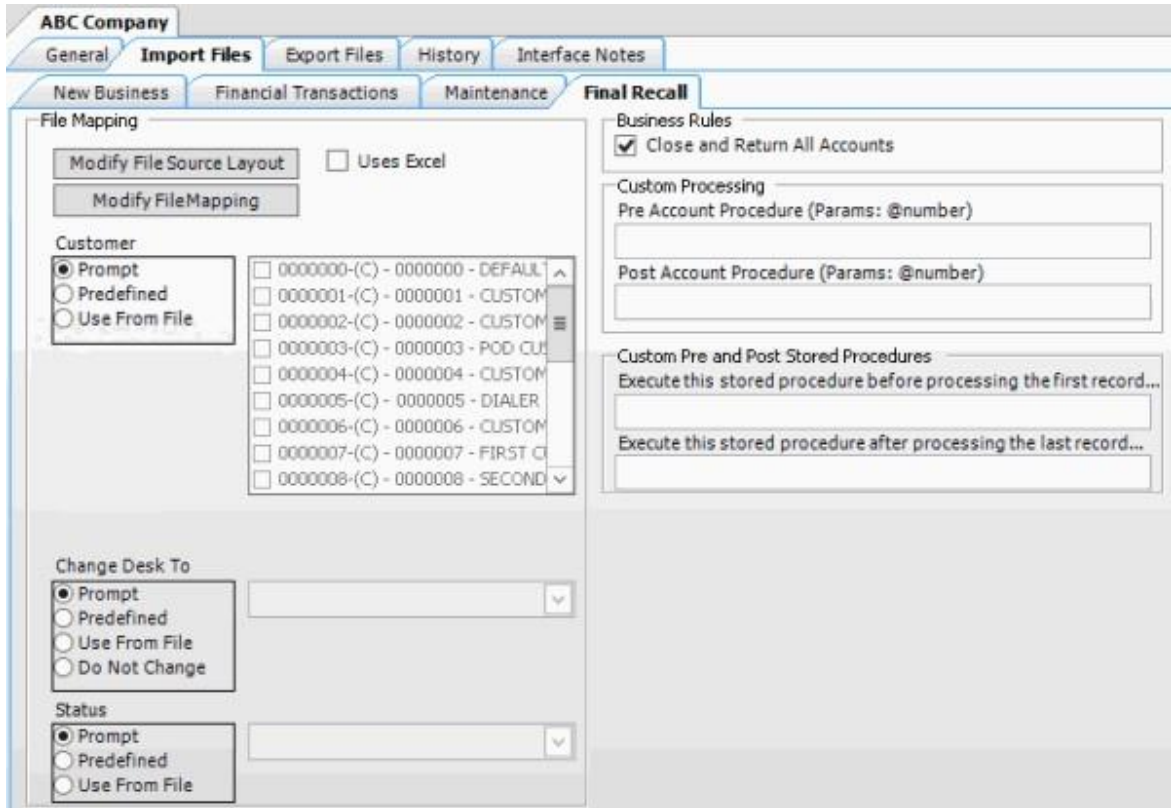 ABC Company
General
Import Files
Export Files
History
Interface Notes
New Business
Financial Transactions
Maintenance
Final Recall
File Mapping
Modify File Source Layout
Uses Excel
Modify FileMapping
Customer
Prompt
Predefined
Use From File
0000000-(C) - 0000000 - DEFAULT
0000001-(C) - 0000001 - CUSTOM
0000002-(C) - 0000002 - CUSTOM
0000003-(C) - 0000003 - POD CUS
0000004-(C) - 0000004 - CUSTOM
0000005-(C) - 0000005 - DIALER
0000006-(C) - 0000006 - CUSTOM
0000007-(C) - 0000007 - FIRST CU
0000008-(C) - 0000008 - SECOND
Change Desk To
Prompt
Predefined
Use From File
Do Not Change
Status
Prompt
Predefined
Use From File
Business Rules
Close and Return All Accounts
Custom Processing
Pre Account Procedure (Params: @number)
Post Account Procedure (Params: @number)
Custom Pre and Post Stored Procedures
Execute this stored procedure before processing the first record...
Execute this stored procedure after processing the last record...